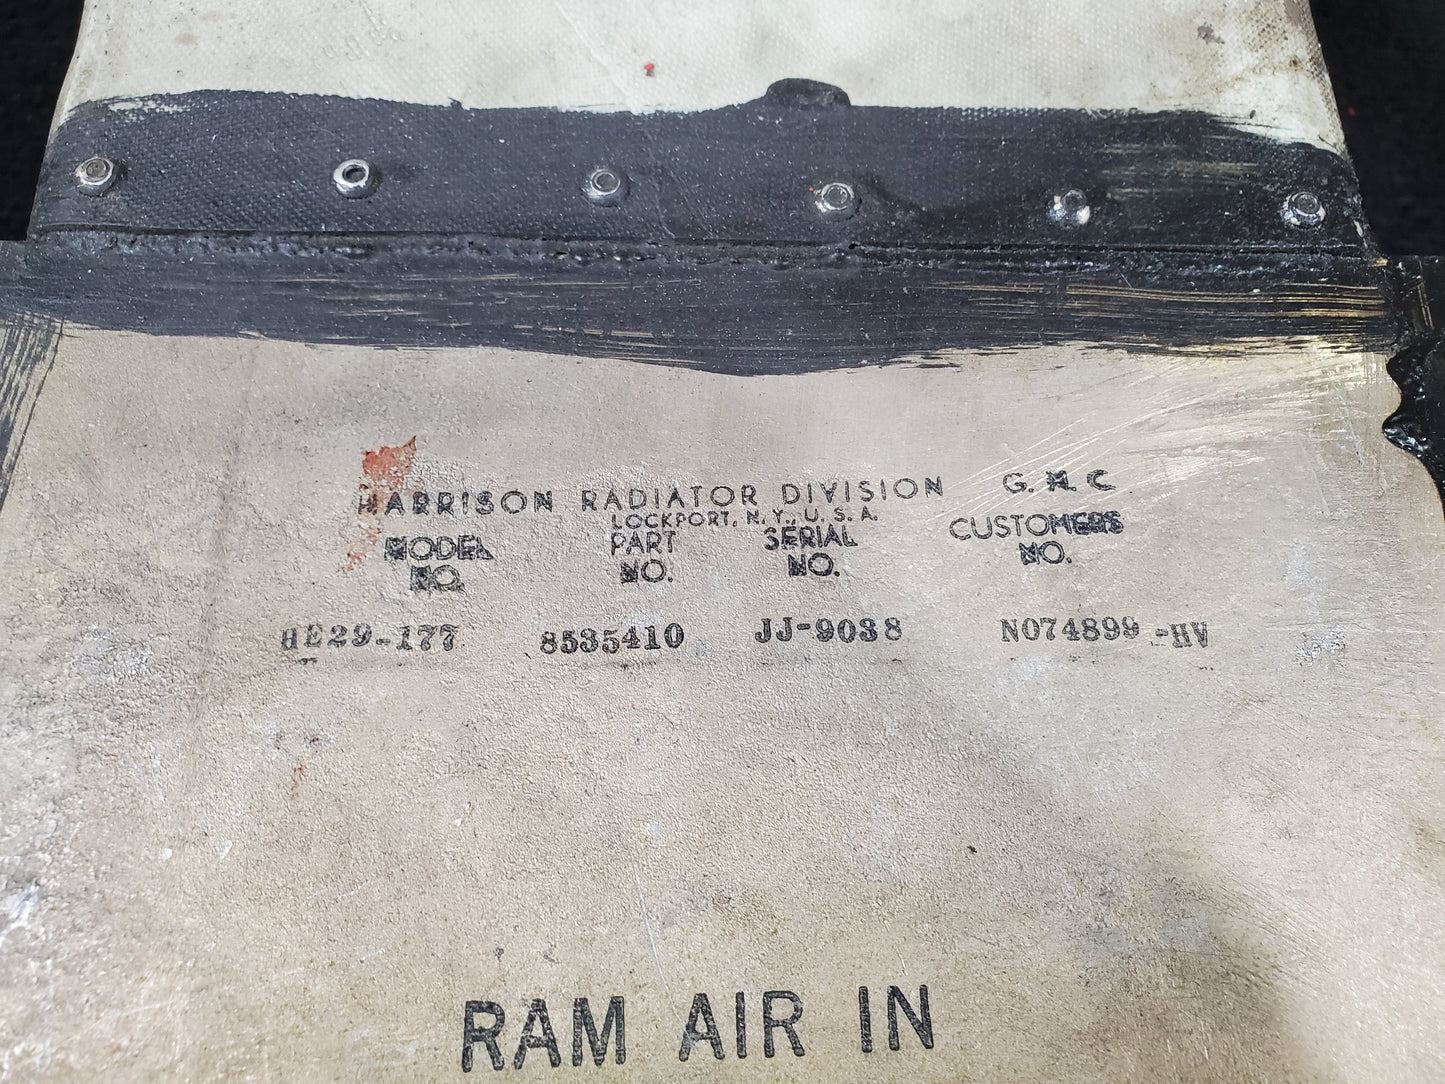 HARRISON RADIATOR DIVISION G. M. C
LOCKPORT, N. Y., U. S. A.
MODEL NO. PART NO. SERIAL NO. CUSTOMERS NO.
HE29-177 8535410 JJ-9038 N074899 -HV
RAM AIR IN